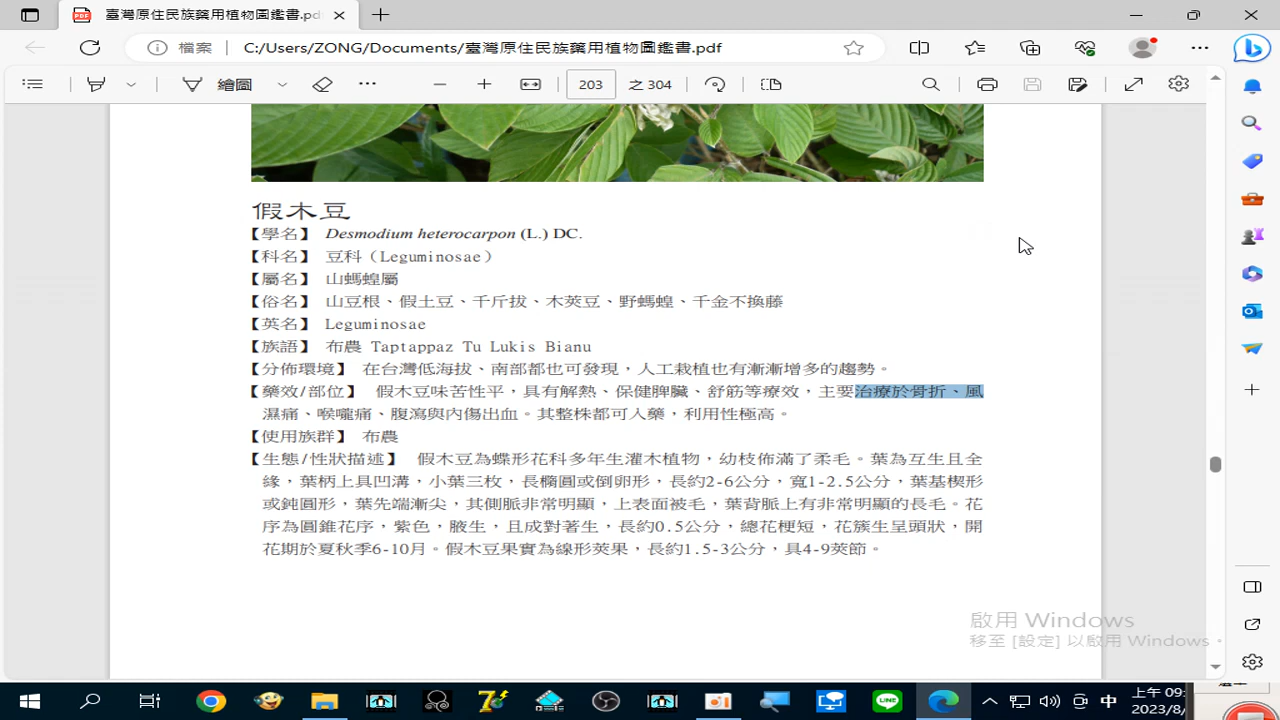 臺灣原住民族藥用植物圖鑑書.pd
檔案
C:/Users/ZONG/Documents/臺灣原住民族藥用植物圖鑑書.pdf
繪圖
203
之 304
假木豆
【學名】 Desmodium heterocarpon (L.) DC.
【科名】 豆科（Leguminosae）
【屬名】 山螞蝗屬
【俗名】 山豆根、假土豆、千斤拔、木莢豆、野螞蝗、千金不換藤
【英名】 Leguminosae
【族語】 布農 Taptappaz Tu Lukis Bianu
【分佈環境】 在台灣低海拔、南部都也可發現，人工栽植也有漸漸增多的趨勢。
【藥效/部位】 假木豆味苦性平，具有解熱、保健脾臟、舒筋等療效，主要治療於骨折、風
濕痛、喉嚨痛、腹瀉與內傷出血。其整株都可入藥，利用性極高。
【使用族群】 布農
【生態/性狀描述】 假木豆為蝶形花科多年生灌木植物，幼枝佈滿了柔毛。葉為互生且全
緣，葉柄上具凹溝，小葉三枚，長橢圓或倒卵形，長約2-6公分，寬1-2.5公分，葉基楔形
或鈍圓形，葉先端漸尖，其側脈非常明顯，上表面被毛，葉背脈上有非常明顯的長毛。花
序為圓錐花序，紫色，腋生，且成對著生，長約0.5公分，總花梗短，花簇生呈頭狀，開
花期於夏秋季6-10月。假木豆果實為線形莢果，長約1.5-3公分，具4-9莢節。
啟用 Windows
移至 [設定] 以啟用 Windows。
LINE
中
上午 09:
2023/8/